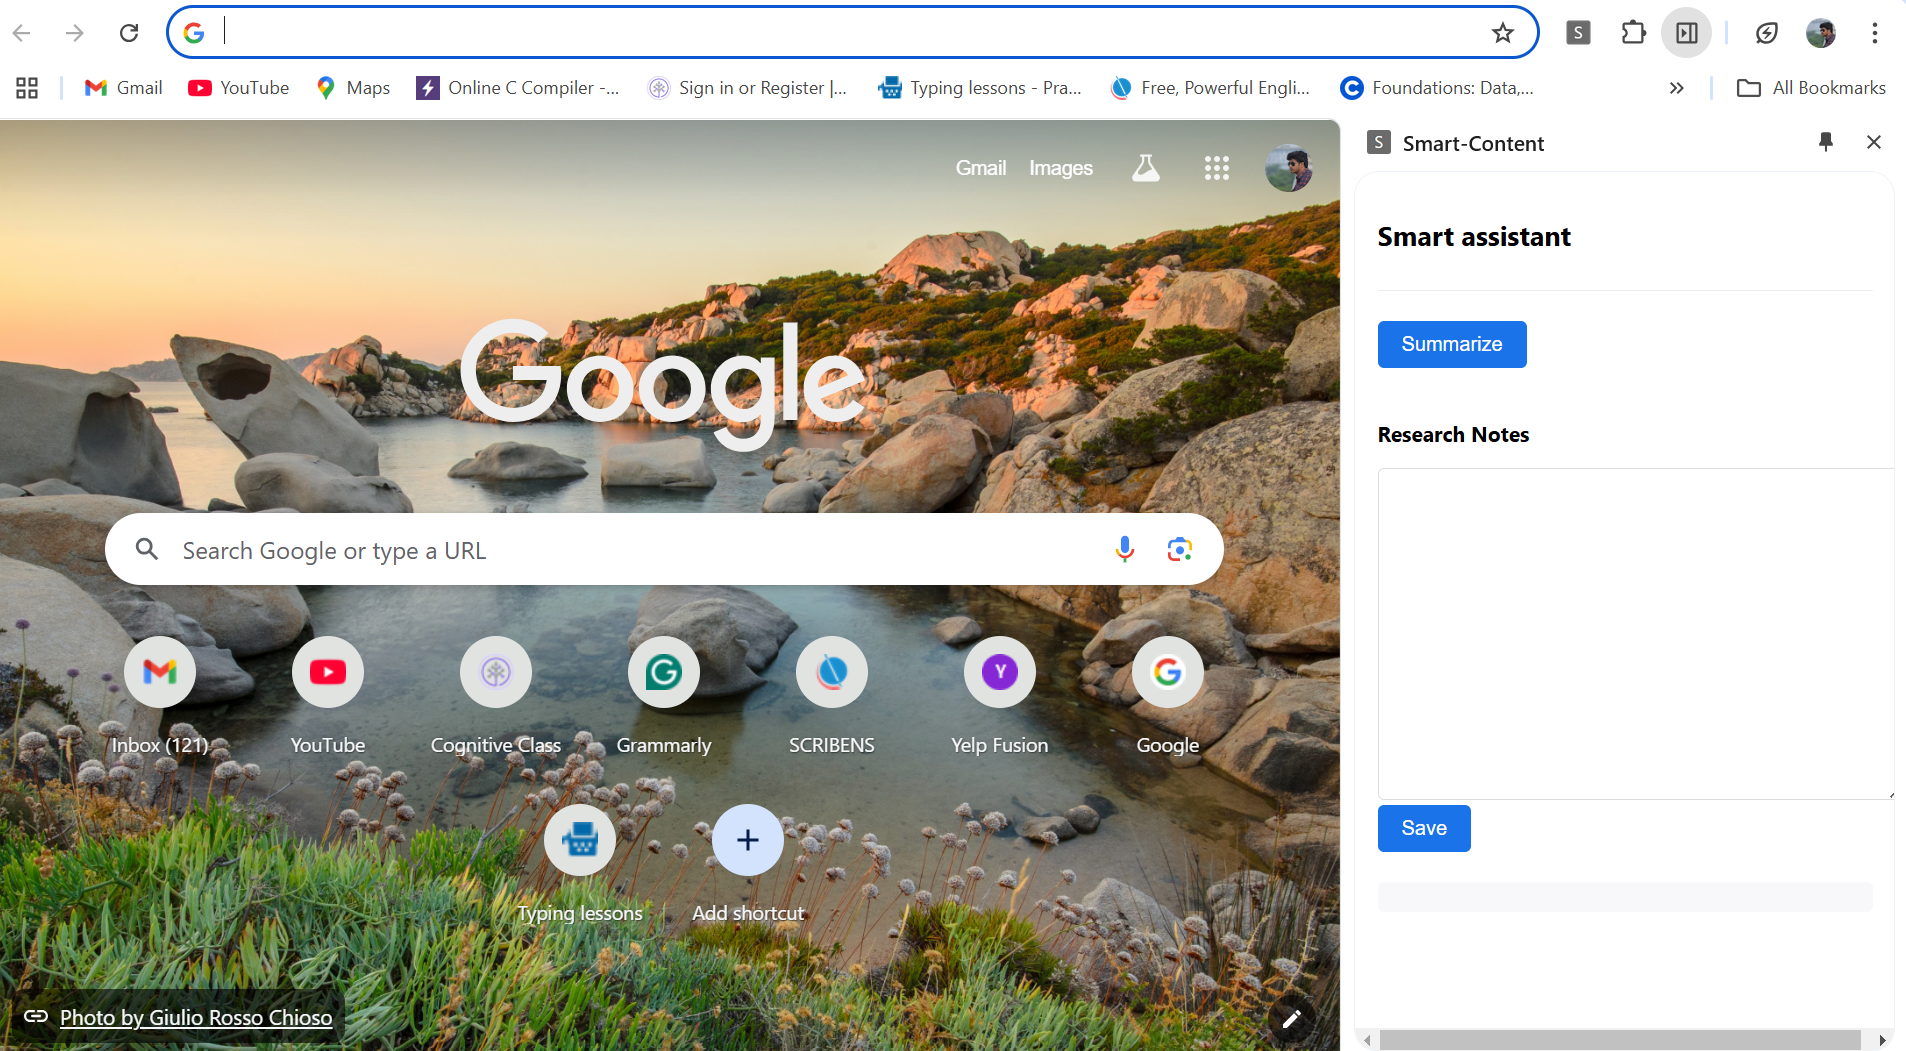 S
Gmail
YouTube
Maps
Online C Compiler -...
Sign in or Register |...
Typing lessons - Pra...
Free, Powerful Engli...
Foundations: Data,...
All Bookmarks
Gmail
Images
S
Smart-Content
Smart assistant
Summarize
Google
Research Notes
Search Google or type a URL
Inbox (121)
YouTube
Cognitive Class
Grammarly
SCRIBENS
Y
Yelp Fusion
Google
Save
Typing lessons
Add shortcut
Photo by Giulio Rosso Chioso